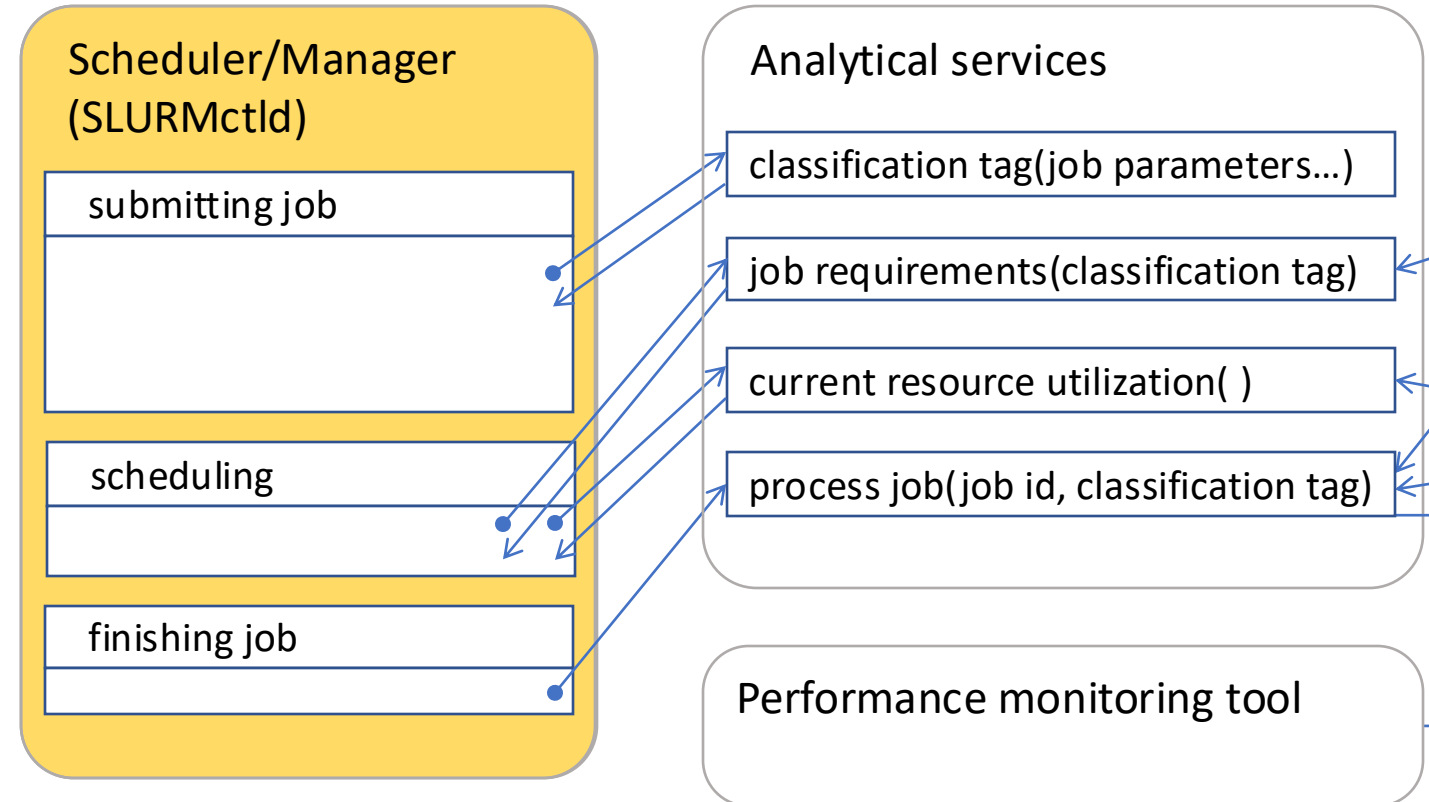 Scheduler/Manager
(SLURMctld)
submitting job
scheduling
finishing job
Analytical services
classification tag(job parameters…)
job requirements(classification tag)
current resource utilization( )
process job(job id, classification tag)
Performance monitoring tool